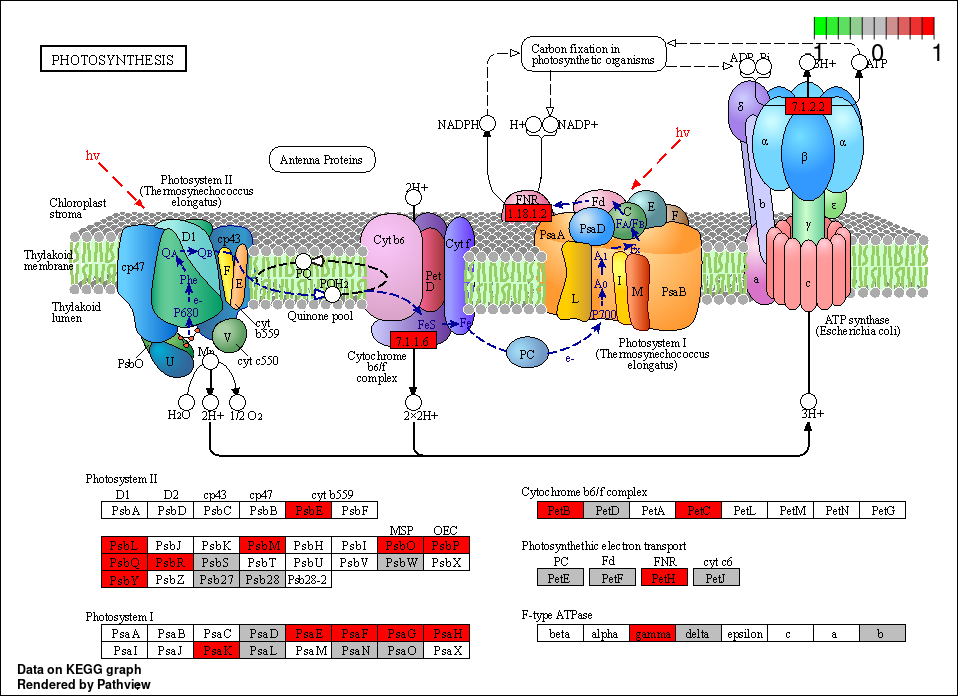 PHOTOSYNTHESIS
-1 0 1
Carbon fixation in
photosynthetic organisms
ADP Pi 3H+ ATP
NADPH H+ NADP+
hν
hν
Antenna Proteins
Photosystem II
(Thermosynechococcus
elongatus)
Chloroplast
stroma
Thylakoid
membrane
Thylakoid
lumen
2H+
FNR
1.18.1.2
7.1.2.2
δ α β α
b ε γ a c
D1 cp43
cp47
QA QB
F E
Phe
e-
P680
PQ
PQH2
Quinone pool
Mn
V
U
PsbO
cyt
b559
cyt c550
H2O 2H+ 1/2 O2
Cyt b6
Cyt f
Pet
D
FeS Fe
7.1.1.6
Cytochrome
b6/f
complex
2×2H+
PC
e-
Fd
PsaA PsaD
C E F
FA/FB
Fx
A1
A0
P700
L I M
PsaB
Photosystem I
(Thermosynechococcus
elongatus)
ATP synthase
(Escherichia coli)
3H+
Photosystem II
D1 D2 cp43 cp47 cyt b559
PsbA PsbD PsbC PsbB PsbE PsbF
MSP OEC
PsbL PsbJ PsbK PsbM PsbH PsbI PsbO PsbP
PsbQ PsbR PsbS PsbT PsbU PsbV PsbW PsbX
PsbY PsbZ Psb27 Psb28 Psb28-2
Photosystem I
PsaA PsaB PsaC PsaD PsaE PsaF PsaG PsaH
PsaI PsaJ PsaK PsaL PsaM PsaN PsaO PsaX
Cytochrome b6/f complex
PetB PetD PetA PetC PetL PetM PetN PetG
Photosynthethic electron transport
PC Fd FNR cyt c6
PetE PetF PetH PetJ
F-type ATPase
beta alpha gamma delta epsilon c a b
Data on KEGG graph
Rendered by Pathview